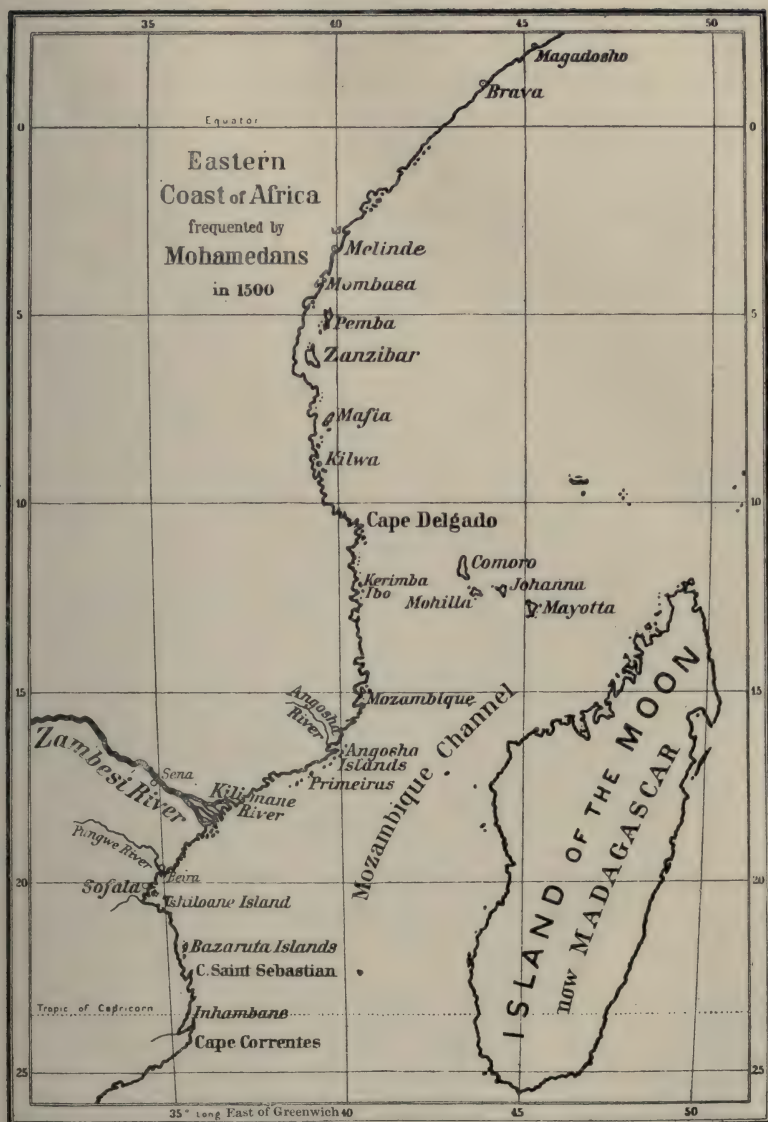 35 40 45 50
Magadosho
Brava
0 Equator 0
Eastern
Coast of Africa
frequented by
Mohamedans
in 1500
Melinde
Mombasa
5 5
Pemba
Zanzibar
Mafia
Kilwa
10 10
Cape Delgado
Comoro
Kerimba
Ibo
Johanna
Mohilla
Mayotta
15 15
Angosha
River
Mozambique
Mozambique Channel
Zambesi River
Angosha
Islands
Sena
Primeirus
Kilimane
River
Pungwe River
Beira
20 20
Sofala
Tshiloane Island
ISLAND OF THE MOON
now MADAGASCAR
Bazaruta Islands
C. Saint Sebastian
Tropic of Capricorn
Inhambane
Cape Correntes
25 25
35° Long East of Greenwich 40 45 50